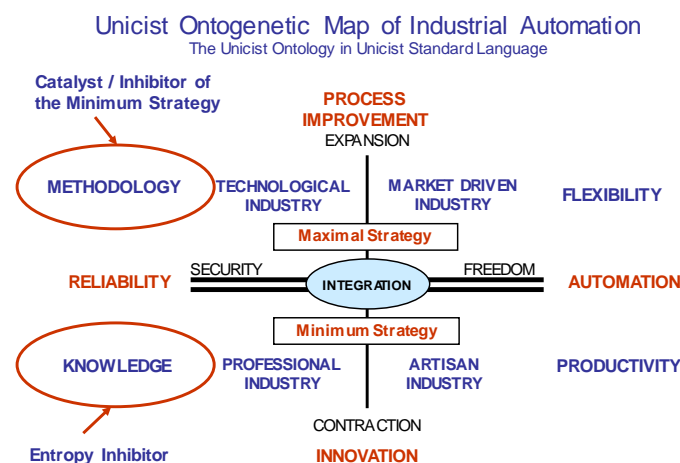 Unicist Ontogenetic Map of Industrial Automation
The Unicist Ontology in Unicist Standard Language
Catalyst / Inhibitor of
the Minimum Strategy
PROCESS
IMPROVEMENT
EXPANSION
METHODOLOGY
TECHNOLOGICAL
INDUSTRY
MARKET DRIVEN
INDUSTRY
FLEXIBILITY
Maximal Strategy
RELIABILITY
SECURITY
INTEGRATION
FREEDOM
AUTOMATION
Minimum Strategy
KNOWLEDGE
PROFESSIONAL
INDUSTRY
ARTISAN
INDUSTRY
PRODUCTIVITY
CONTRACTION
Entropy Inhibitor
INNOVATION